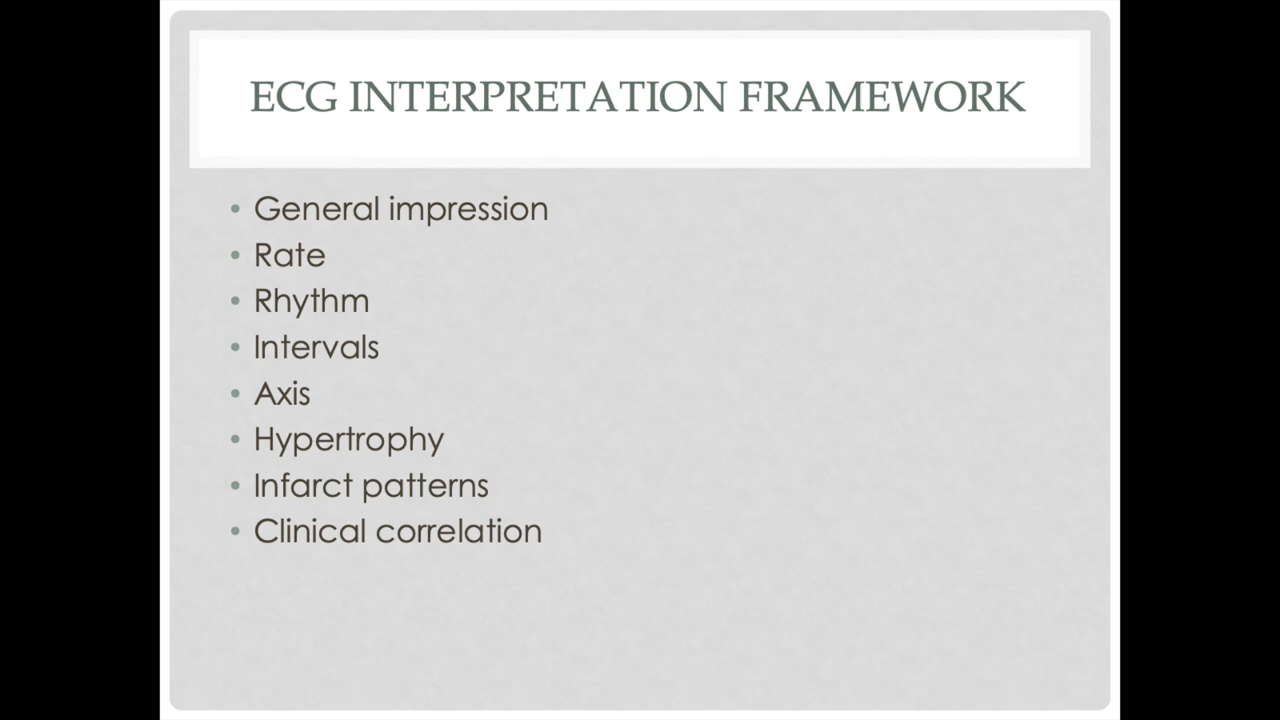 ECG INTERPRETATION FRAMEWORK
• General impression
• Rate
• Rhythm
• Intervals
• Axis
• Hypertrophy
• Infarct patterns
• Clinical correlation